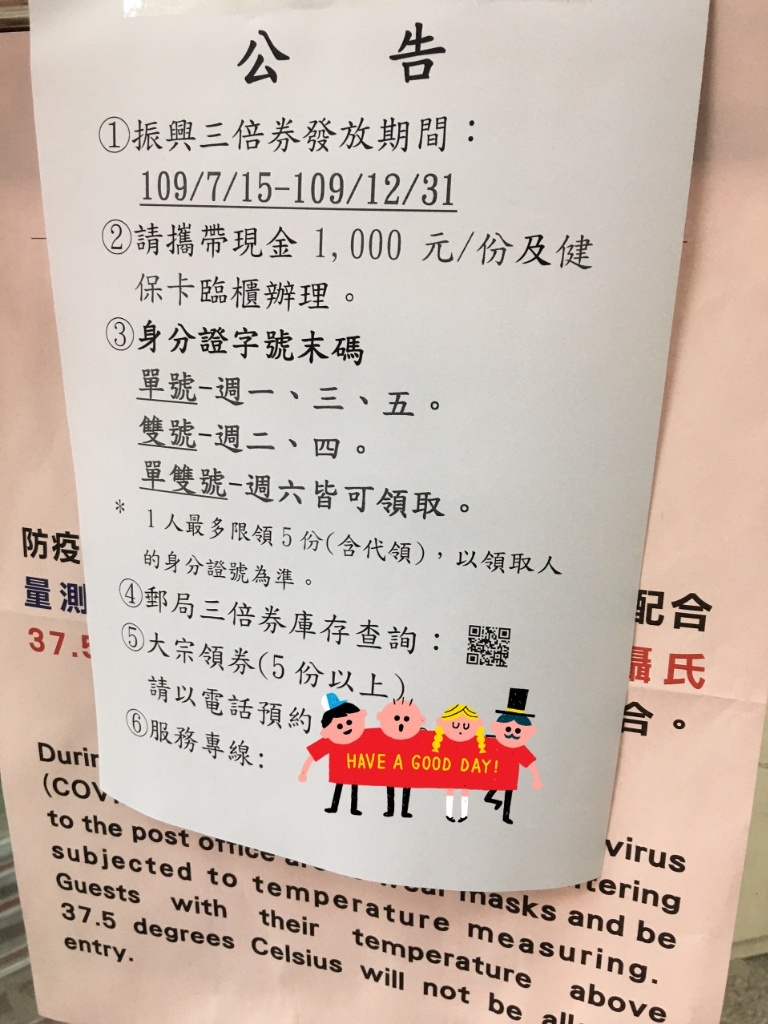 公告
①振興三倍券發放期間：
109/7/15-109/12/31
②請攜帶現金 1,000 元/份及健
保卡臨櫃辦理。
③身分證字號末碼
單號-週一、三、五。
雙號-週二、四。
單雙號-週六皆可領取。
* 1人最多限領5份(含代領)，以領取人
的身分證號為準。
④郵局三倍券庫存查詢：
⑤大宗領券(5份以上)
請以電話預約
⑥服務專線:
HAVE A GOOD DAY!
防疫
配合
量測
攝氏
37.5
合。
(COV
virus
to the post office
masks and be
subjected to temperature measuring.
Guests with their temperature above
37.5 degrees Celsius will not be
entry.